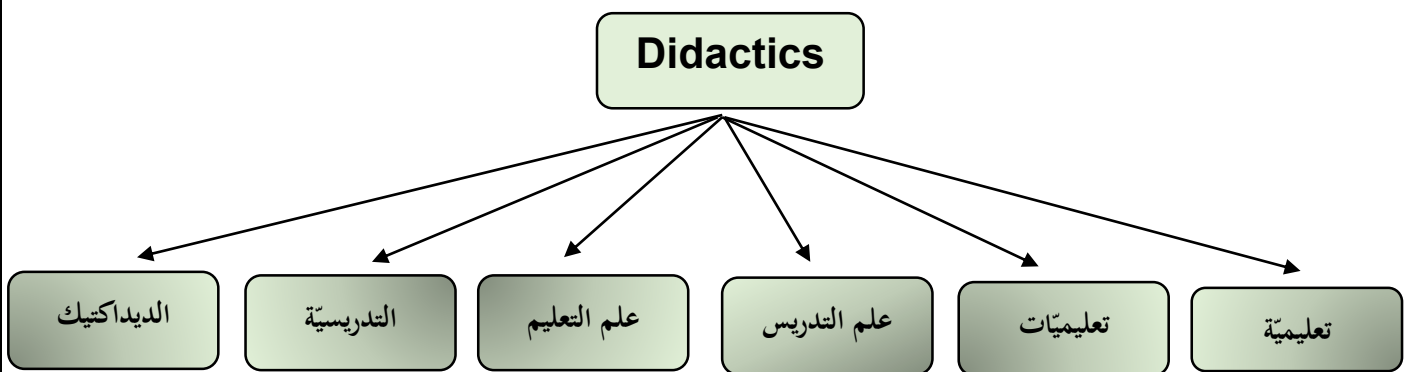 Didactics
تعليميّة
تعليميّات
علم التدريس
علم التعليم
التدريسيّة
الديداكتيك